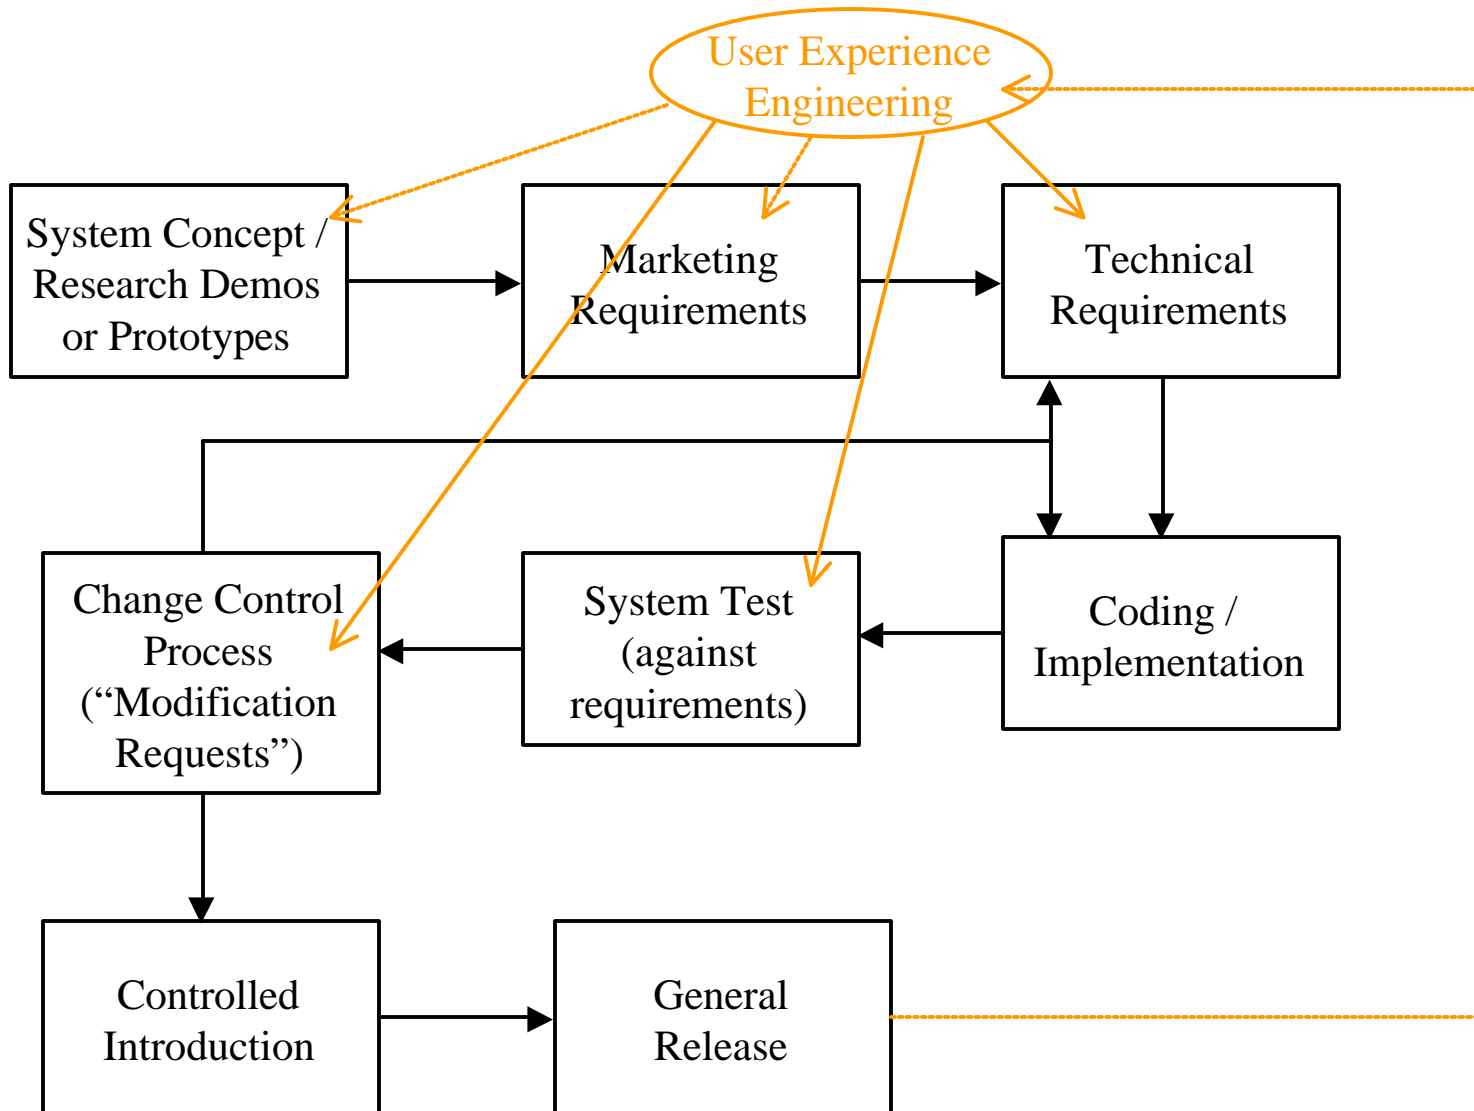 User Experience
Engineering
System Concept /
Research Demos
or Prototypes
Marketing
Requirements
Technical
Requirements
Change Control
Process
(“Modification
Requests”)
System Test
(against
requirements)
Coding /
Implementation
Controlled
Introduction
General
Release